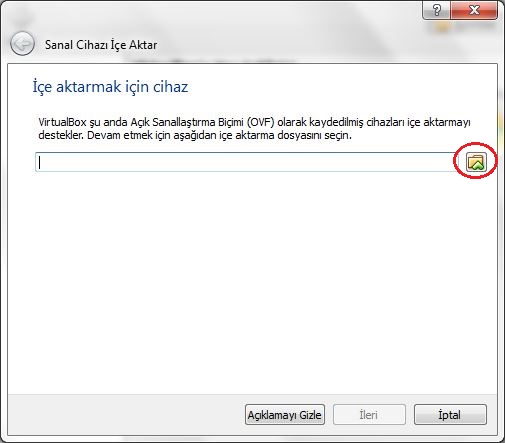 Sanal Cihazı İçe Aktar
İçe aktarmak için cihaz
VirtualBox şu anda Açık Sanallaştırma Biçimi (OVF) olarak kaydedilmiş cihazları içe aktarmayı
destekler. Devam etmek için aşağıdan içe aktarma dosyasını seçin.
Açıklamayı Gizle
İleri
İptal